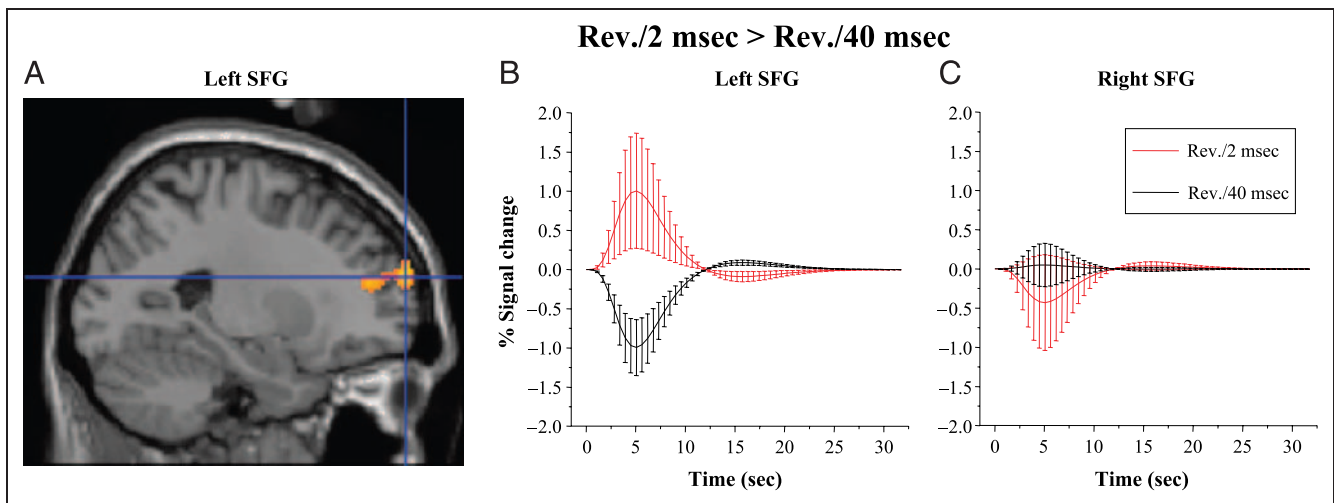 Rev./2 msec > Rev./40 msec
A
Left SFG
B
Left SFG
C
Right SFG
% Signal change
2.0
1.5
1.0
0.5
0.0
–0.5
–1.0
–1.5
–2.0
0
5
10
15
20
25
30
Time (sec)
2.0
1.5
1.0
0.5
0.0
–0.5
–1.0
–1.5
–2.0
0
5
10
15
20
25
30
Time (sec)
Rev./2 msec
Rev./40 msec